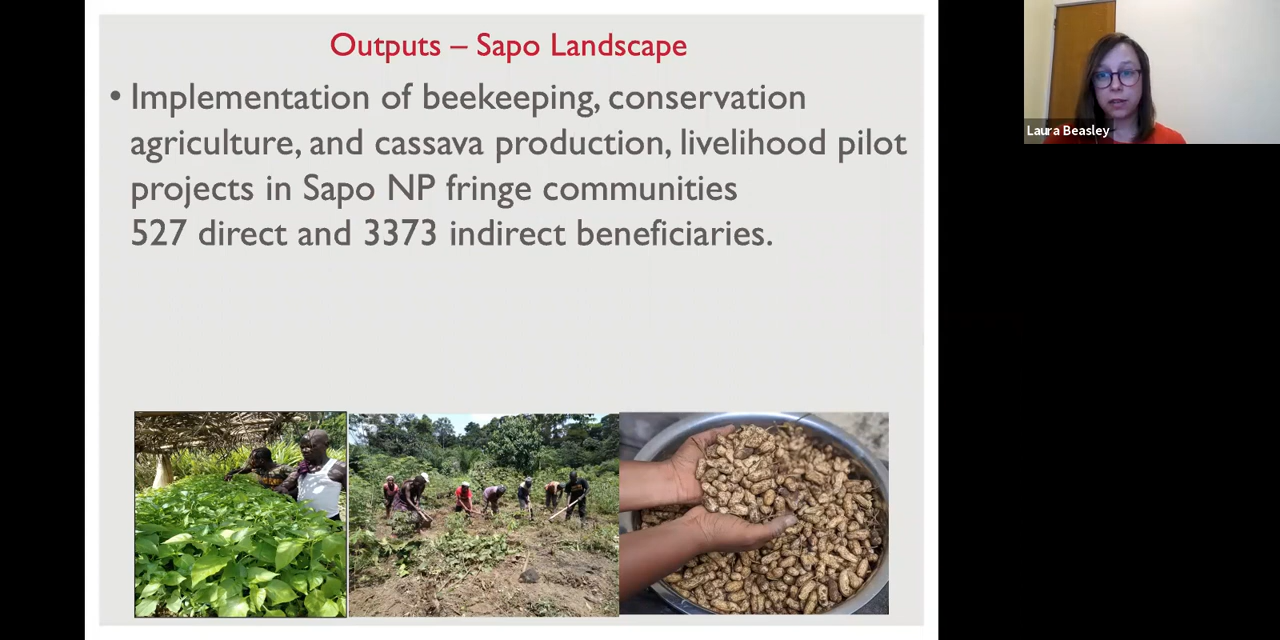 Outputs – Sapo Landscape
• Implementation of beekeeping, conservation
agriculture, and cassava production, livelihood pilot
projects in Sapo NP fringe communities
527 direct and 3373 indirect beneficiaries.
Laura Beasley